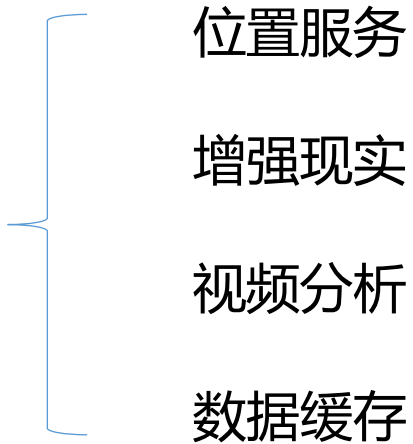 位置服务
增强现实
视频分析
数据缓存